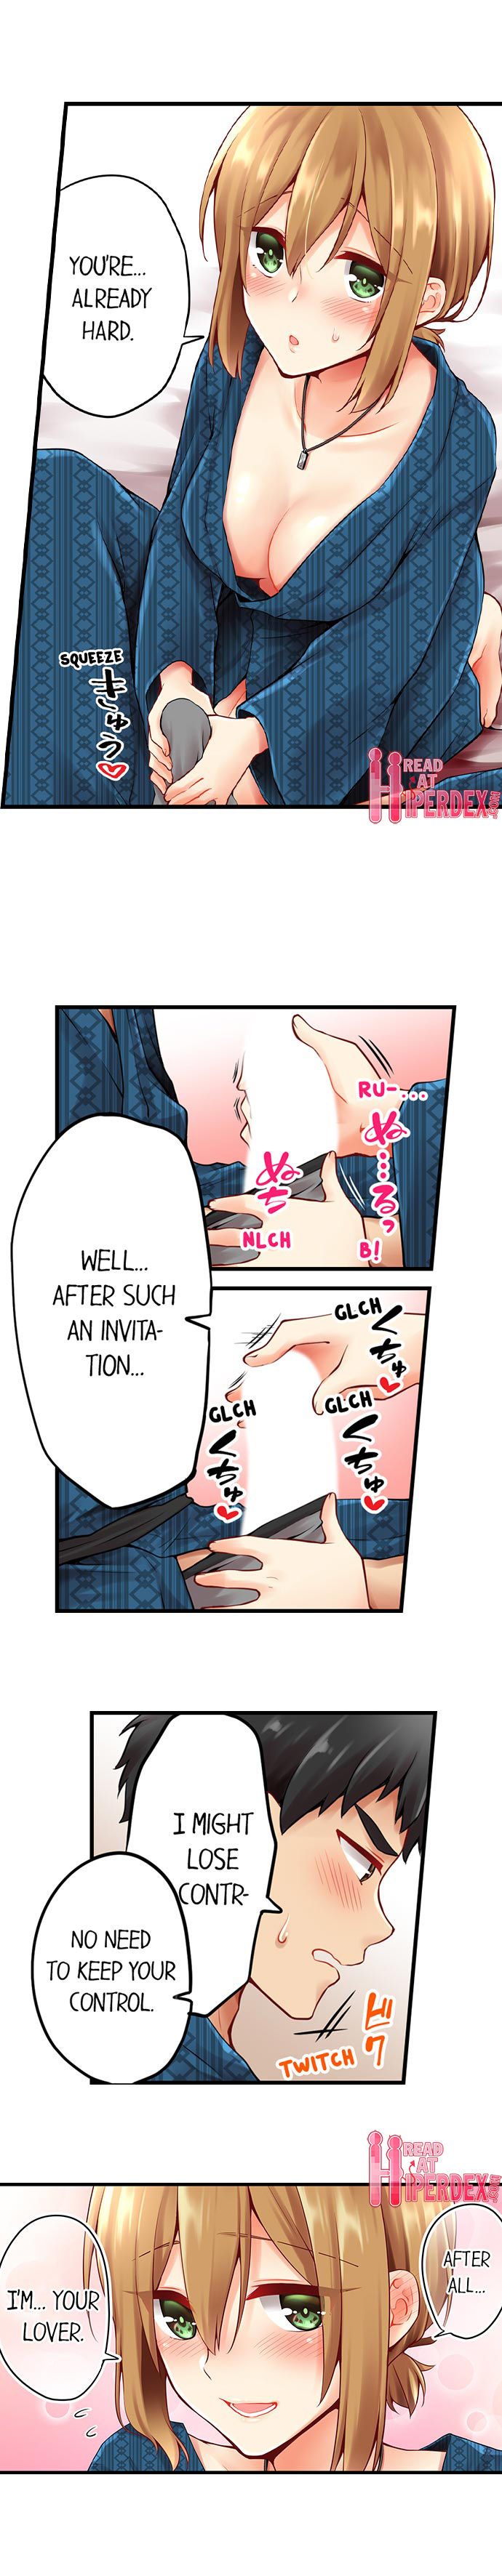 YOU'RE...
ALREADY
HARD.
SQUEEZE
きゅう
READ
AT
HIPERDEX
RU-...
ぬ...るっ
B!
ぬち
NLCH
WELL...
AFTER SUCH
AN INVITA-
TION...
GLCH
くちゅ
GLCH
くちゅ
GLCH
くちゅ
I MIGHT
LOSE
CONTR-
NO NEED
TO KEEP YOUR
CONTROL.
ビク
TWITCH
READ
AT
HIPERDEX
AFTER
ALL...
I'M... YOUR
LOVER.